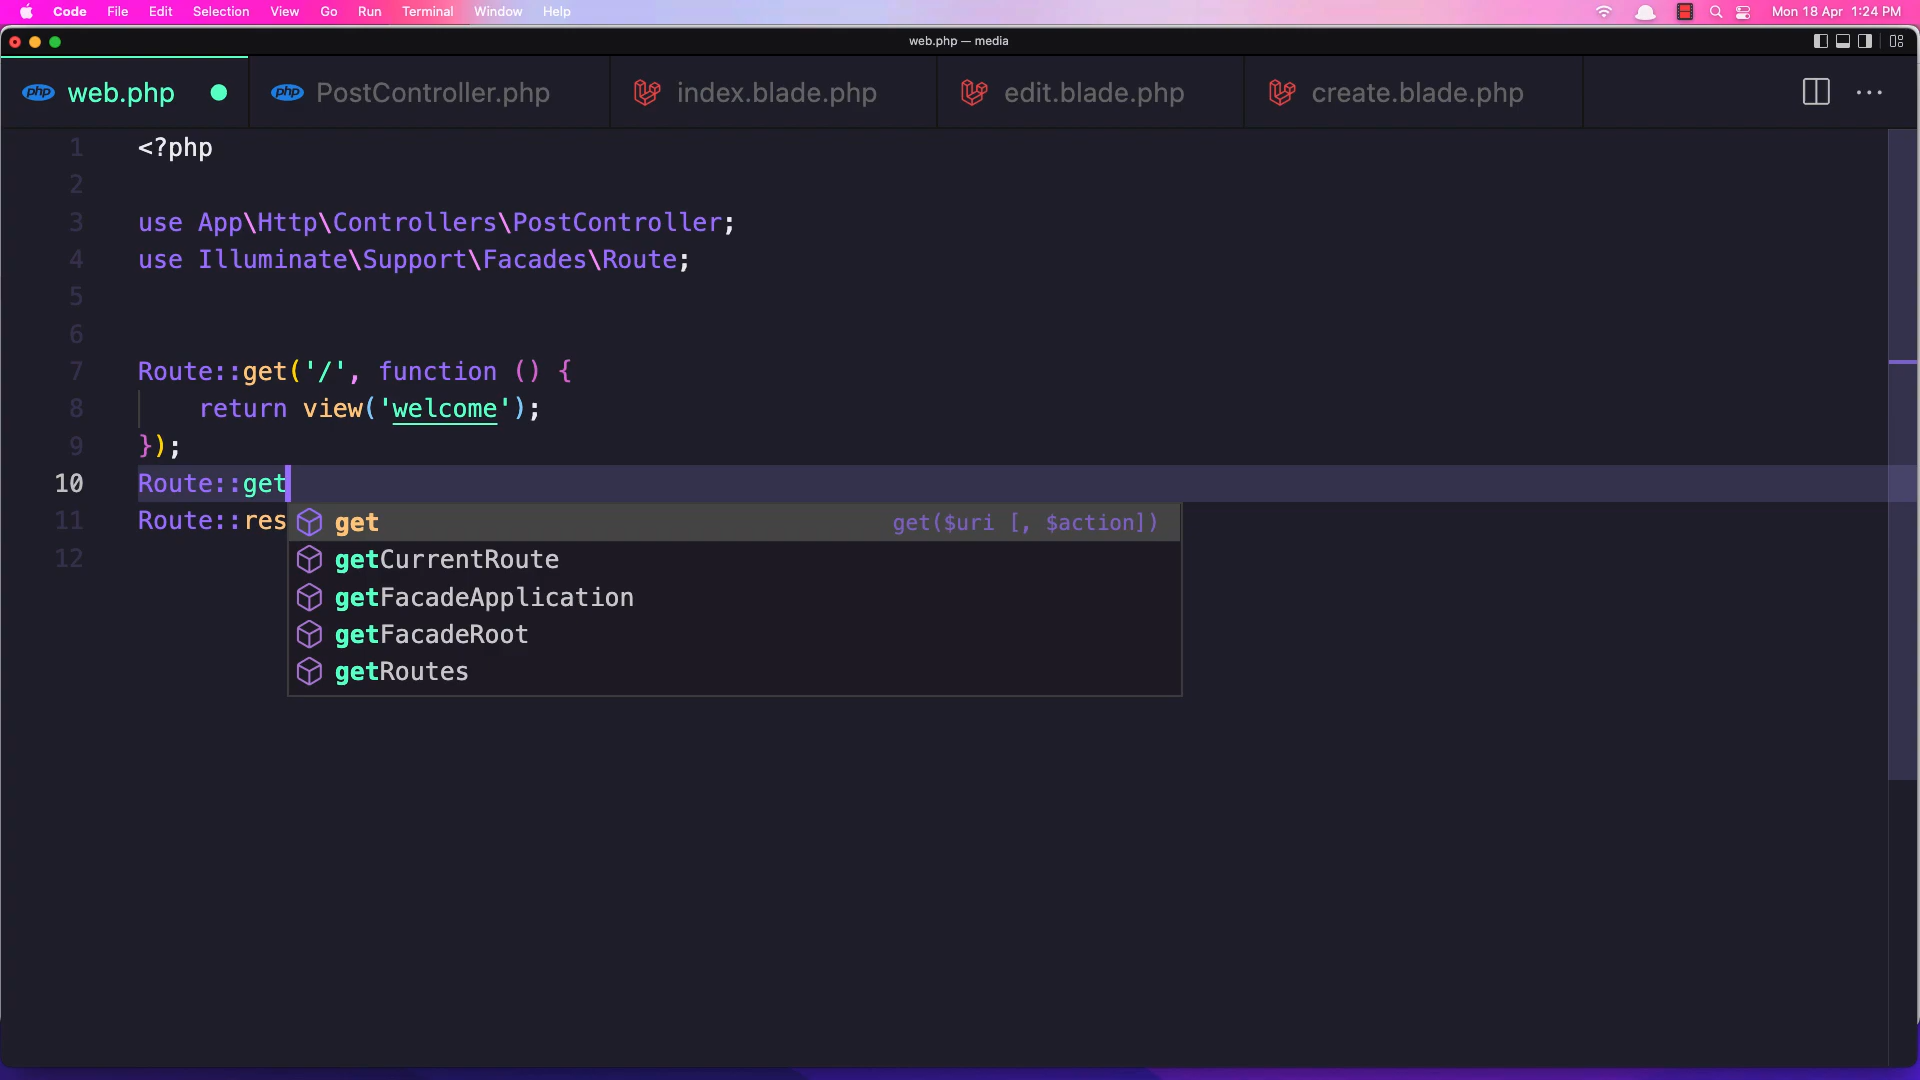 Code File Edit Selection View Go Run Terminal Window Help Mon 18 Apr 1:24 PM
web.php — media
php web.php php PostController.php index.blade.php edit.blade.php create.blade.php
1 <?php
2
3 use App\Http\Controllers\PostController;
4 use Illuminate\Support\Facades\Route;
5
6
7 Route::get('/', function () {
8 return view('welcome');
9 });
10 Route::get
11 Route::res
12
get get($uri [, $action])
getCurrentRoute
getFacadeApplication
getFacadeRoot
getRoutes